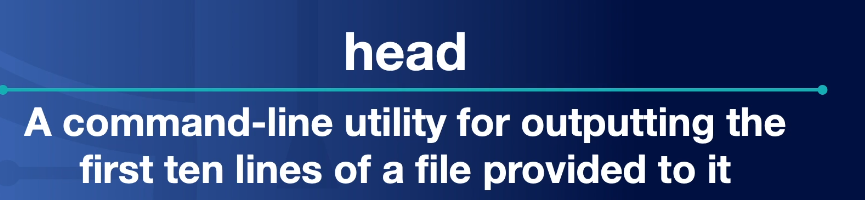 head
A command-line utility for outputting the
first ten lines of a file provided to it